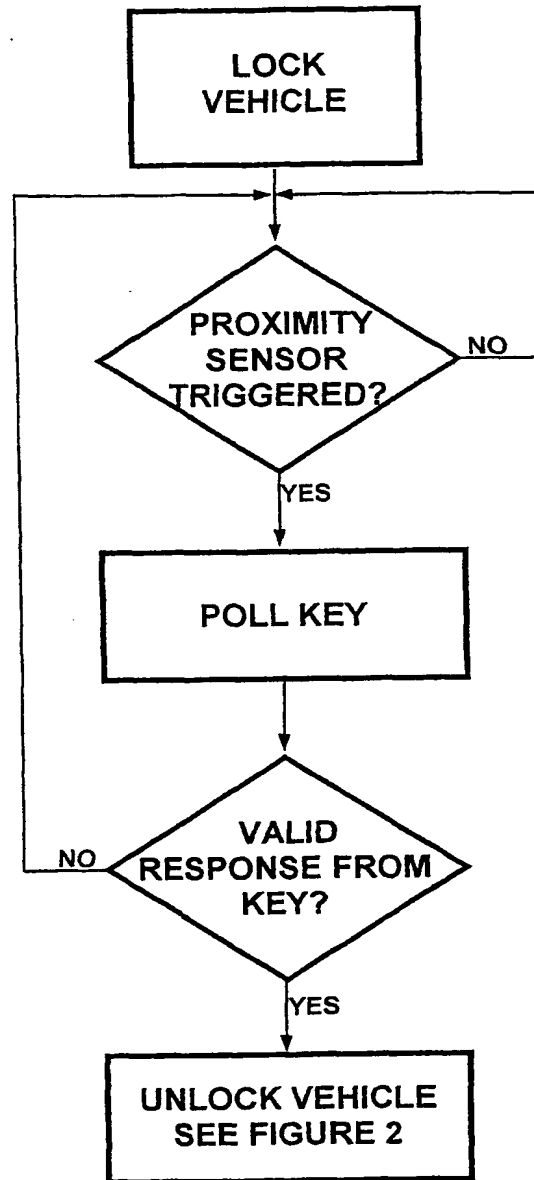 LOCK
VEHICLE
PROXIMITY
SENSOR
TRIGGERED?
NO
YES
POLL KEY
VALID
RESPONSE FROM
KEY?
NO
YES
UNLOCK VEHICLE
SEE FIGURE 2